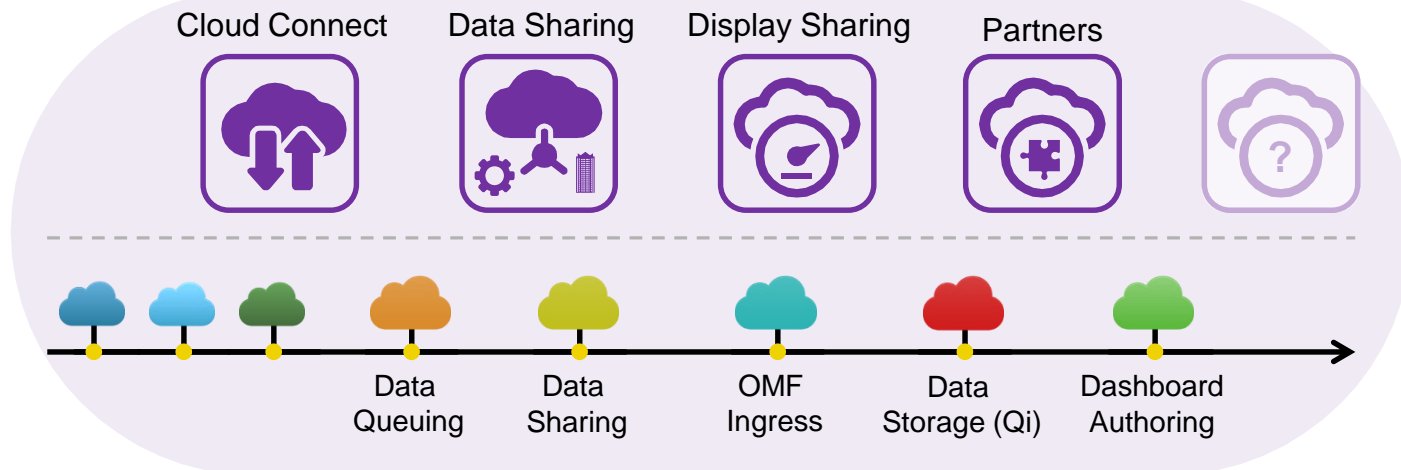 Cloud Connect
Data Sharing
Display Sharing
Partners
?
Data
Queuing
Data
Sharing
OMF
Ingress
Data
Storage (Qi)
Dashboard
Authoring